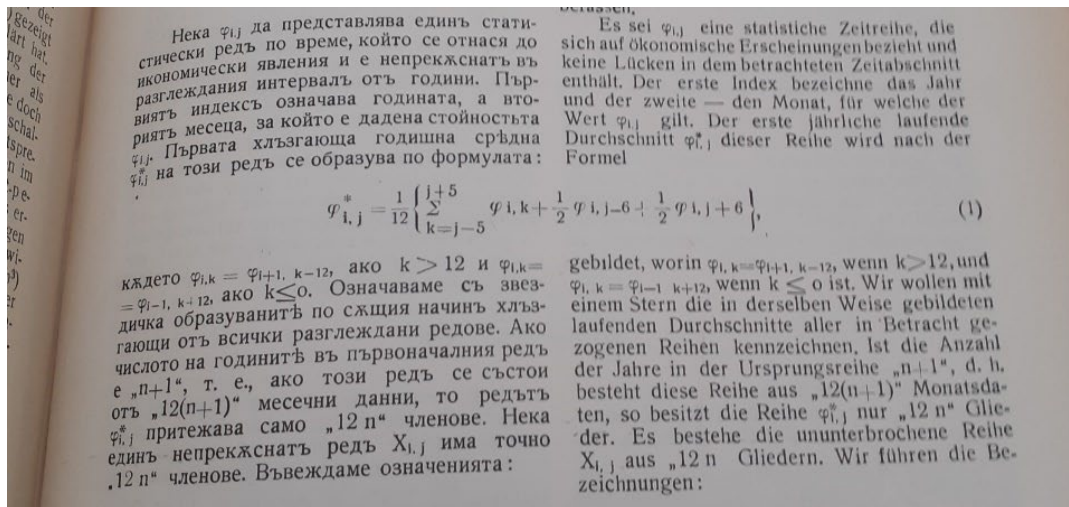 Нека φi,j да представлява единъ стати-
стически редъ по време, който се отнася до
икономически явления и е непрекѫснатъ въ
разглеждания интервалъ отъ години. Пър-
виятъ индексъ означава годината, а вто-
риятъ месеца, за който е дадена стойностьта
φi,j. Първата хлъзгающа годишна срѣдна
φ*i,j на този редъ се образува по формулата:
Es sei φi,j eine statistiche Zeitreihe, die
sich auf ökonomische Erscheinungen bezieht und
keine Lücken in dem betrachteten Zeitabschnitt
enthält. Der erste Index bezeichne das Jahr
und der zweite — den Monat, für welche der
Wert φi,j gilt. Der erste jährliche laufende
Durchschnitt φ*i,j dieser Reihe wird nach der
Formel
φ*i, j = 1/12 { j+5 Σ k=j—5 φ i, k + 1/2 φ i, j—6 + 1/2 φ i, j + 6 }, (1)
кѫдето φi,k = φi+1, k—12, ако k > 12 и φi,k=
= φi—1, k+12, ако k≤o. Означаваме съ звез-
дичка образуванитѣ по сѫщия начинъ хлъз-
гающи отъ всички разглеждани редове. Ако
числото на годинитѣ въ първоначалния редъ
е „n+1“, т. е., ако този редъ се състои
отъ „12(n+1)“ месечни данни, то редътъ
φ*i,j притежава само „12 n“ членове. Нека
единъ непрекѫснатъ редъ Xi,j има точно
„12 n“ членове. Въвеждаме означенията:
gebildet, worin φi, k=φi+1, k—12, wenn k>12, und
φi, k = φi—1 k+12, wenn k ≤ o ist. Wir wollen mit
einem Stern die in derselben Weise gebildeten
laufenden Durchschnitte aller in Betracht ge-
zogenen Reihen kennzeichnen. Ist die Anzahl
der Jahre in der Ursprungsreihe „n+1“, d. h.
besteht diese Reihe aus „12(n+1)“ Monatsda-
ten, so besitzt die Reihe φ*i,j nur „12 n“ Glie-
der. Es bestehe die ununterbrochene Reihe
Xi, j aus „12 n Gliedern. Wir führen die Be-
zeichnungen: